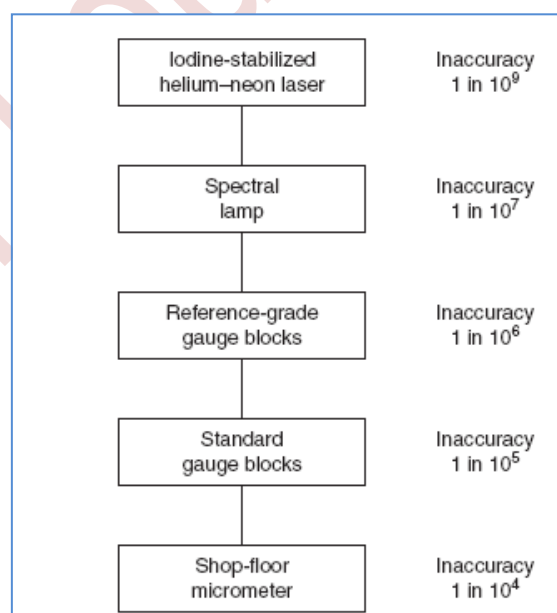 Iodine-stabilized Inaccuracy
helium–neon laser 1 in 10⁹
Spectral Inaccuracy
lamp 1 in 10⁷
Reference-grade Inaccuracy
gauge blocks 1 in 10⁶
Standard Inaccuracy
gauge blocks 1 in 10⁵
Shop-floor Inaccuracy
micrometer 1 in 10⁴